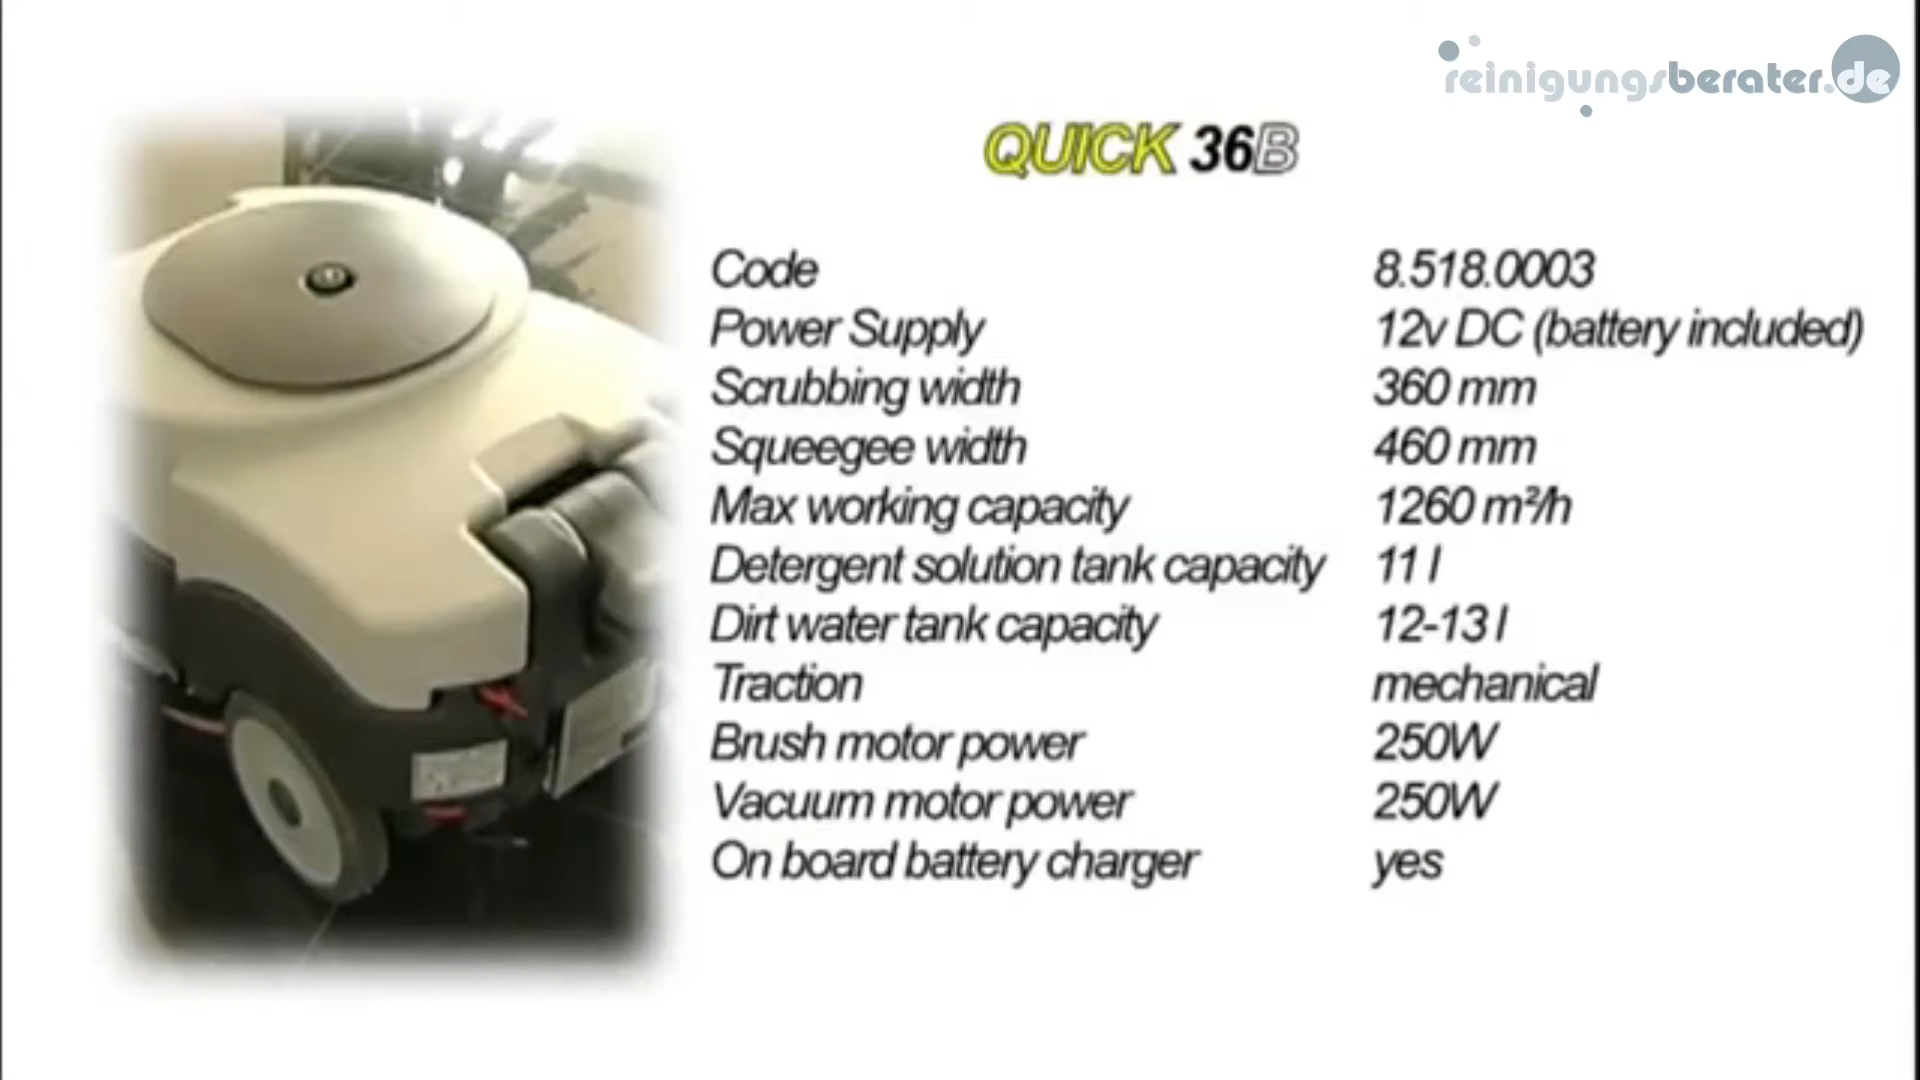 reinigungsberater.de
QUICK 36B
Code 8.518.0003
Power Supply 12v DC (battery included)
Scrubbing width 360 mm
Squeegee width 460 mm
Max working capacity 1260 m²/h
Detergent solution tank capacity 11 l
Dirt water tank capacity 12-13 l
Traction mechanical
Brush motor power 250W
Vacuum motor power 250W
On board battery charger yes